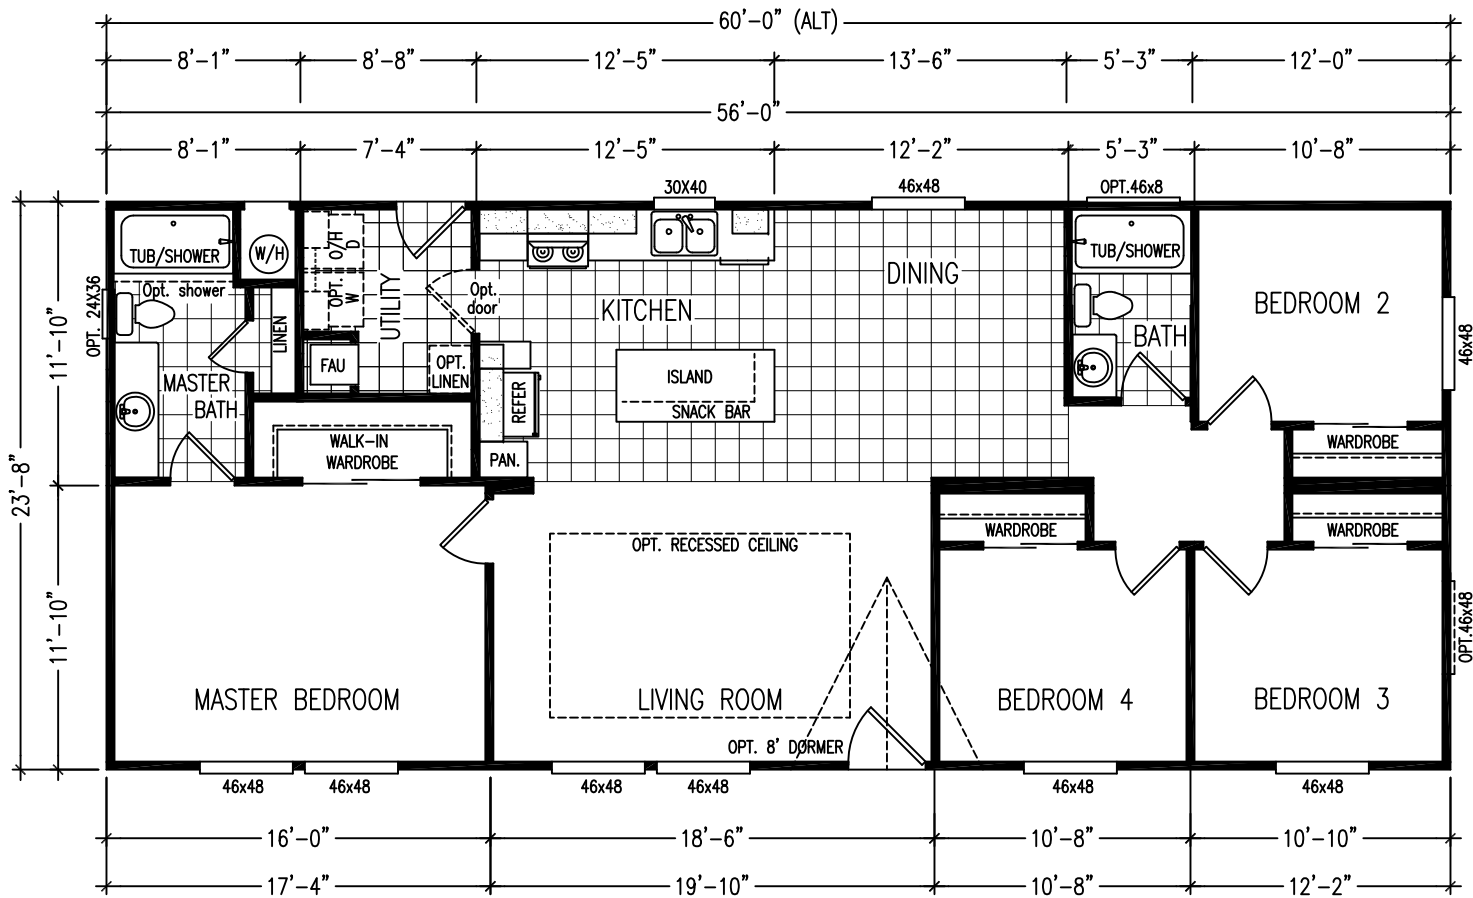 60'-0" (ALT)
8'-1" 8'-8" 12'-5" 13'-6" 5'-3" 12'-0"
56'-0"
8'-1" 7'-4" 12'-5" 12'-2" 5'-3" 10'-8"
30X40 46x48 OPT.46x8
TUB/SHOWER
W/H
O/H
D
OPT.
W
UTILITY
Opt. shower
OPT. 24X36
LINEN
FAU
OPT.
LINEN
Opt.
door
KITCHEN
DINING
TUB/SHOWER
BATH
BEDROOM 2
46x48
11'-10"
23'-8"
11'-10"
MASTER
BATH
WALK-IN
WARDROBE
REFER
PAN.
ISLAND
SNACK BAR
WARDROBE
WARDROBE
WARDROBE
OPT. RECESSED CEILING
OPT.46x48
MASTER BEDROOM
LIVING ROOM
BEDROOM 4
BEDROOM 3
OPT. 8' DORMER
46x48 46x48 46x48 46x48 46x48 46x48
16'-0" 18'-6" 10'-8" 10'-10"
17'-4" 19'-10" 10'-8" 12'-2"